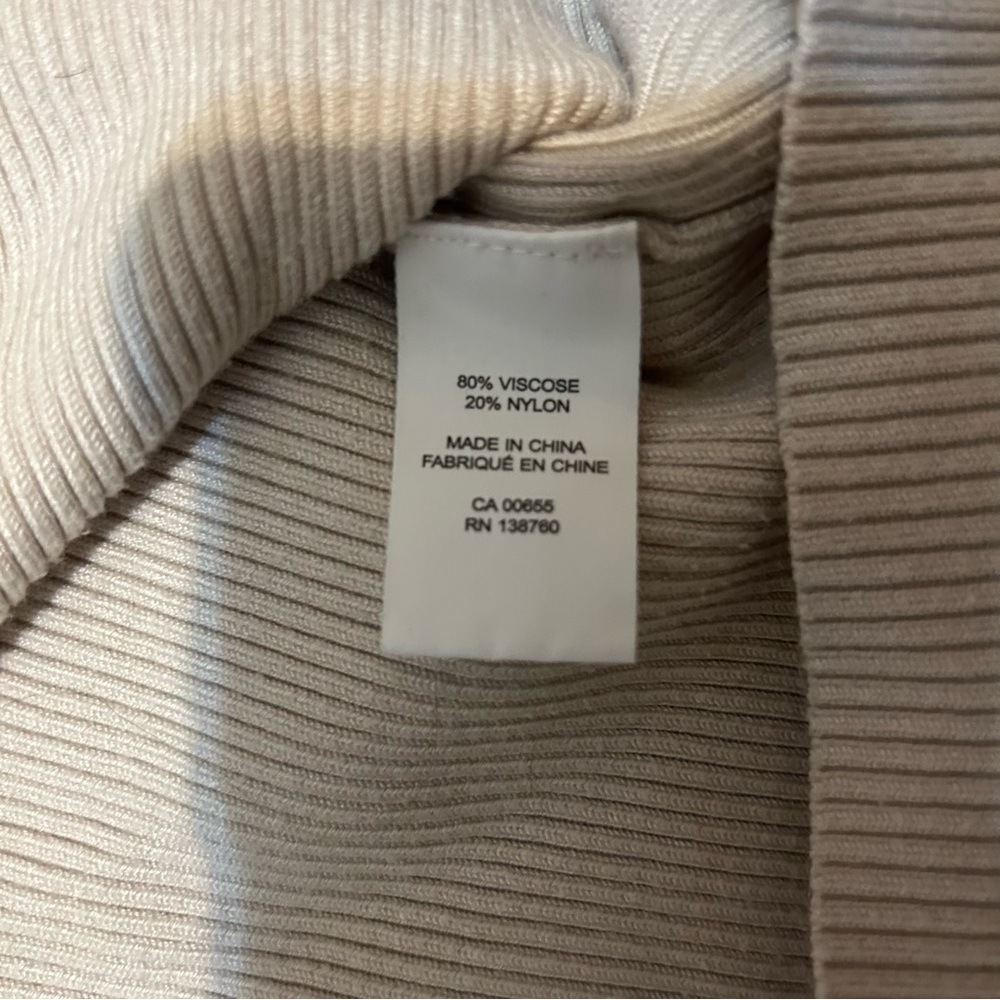 80% VISCOSE
20% NYLON
MADE IN CHINA
FABRIQUÉ EN CHINE
CA 00655
RN 138760